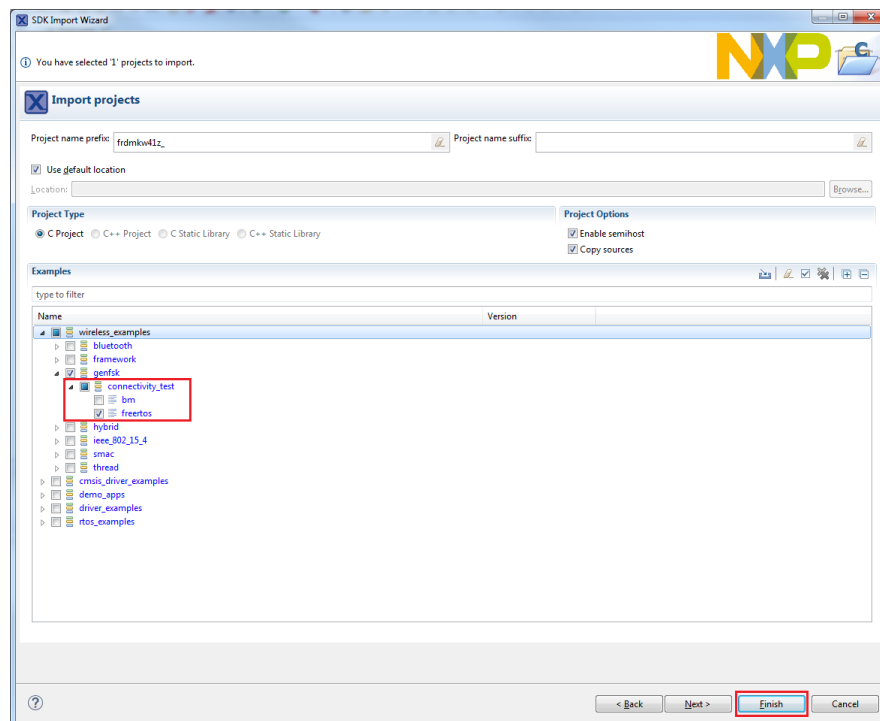 SDK Import Wizard
You have selected '1' projects to import.
NXP
Import projects
Project name prefix: frdmkw41z_ Project name suffix:
Use default location
Location: Browse...
Project Type Project Options
C Project C++ Project C Static Library C++ Static Library Enable semihost
Copy sources
Examples
type to filter
Name Version
wireless_examples
bluetooth
framework
genfsk
connectivity_test
bm
freertos
hybrid
ieee_802_15_4
smac
thread
cmsis_driver_examples
demo_apps
driver_examples
rtos_examples
? < Back Next > Finish Cancel